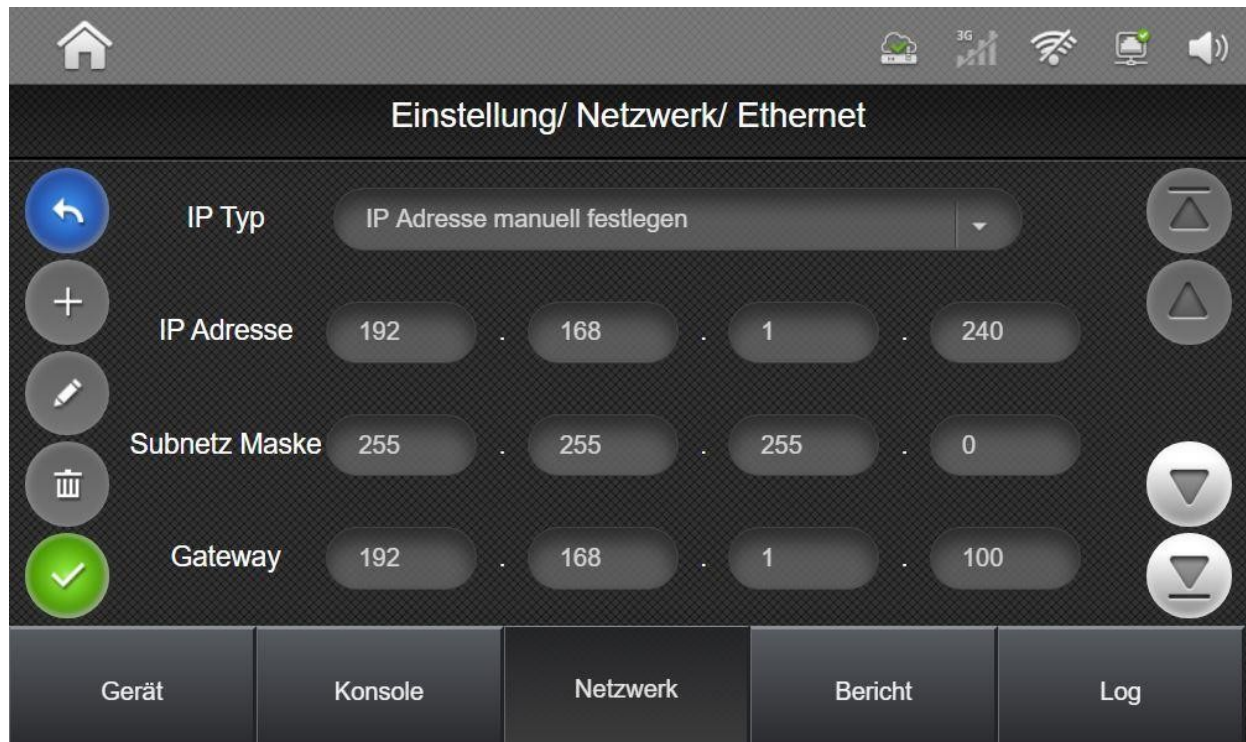 3G
Einstellung/ Netzwerk/ Ethernet
IP Typ IP Adresse manuell festlegen
IP Adresse 192 . 168 . 1 . 240
Subnetz Maske 255 . 255 . 255 . 0
Gateway 192 . 168 . 1 . 100
Gerät Konsole Netzwerk Bericht Log